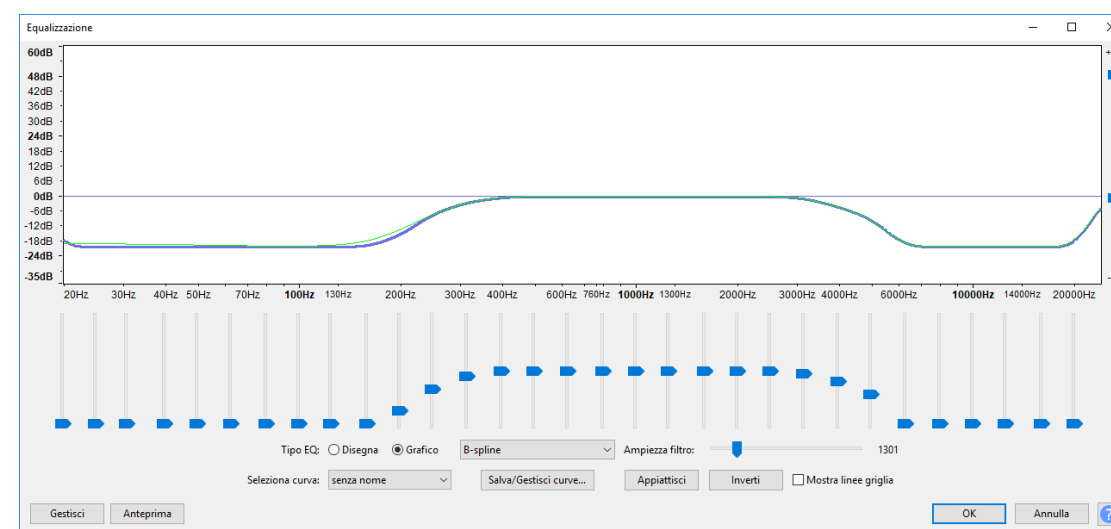 Equalizzazione
60dB
48dB
42dB
36dB
30dB
24dB
18dB
12dB
6dB
0dB
-6dB
-12dB
-18dB
-24dB
-35dB
20Hz 30Hz 40Hz 50Hz 70Hz 100Hz 130Hz 200Hz 300Hz 400Hz 600Hz 760Hz 1000Hz 1300Hz 2000Hz 3000Hz 4000Hz 6000Hz 10000Hz 14000Hz 20000Hz
+
-
Tipo EQ: Disegna Grafico B-spline Ampiezza filtro: 1301
Seleziona curva: senza nome Salva/Gestisci curve... Appiattisci Inverti Mostra linee griglia
Gestisci Anteprima OK Annulla ?